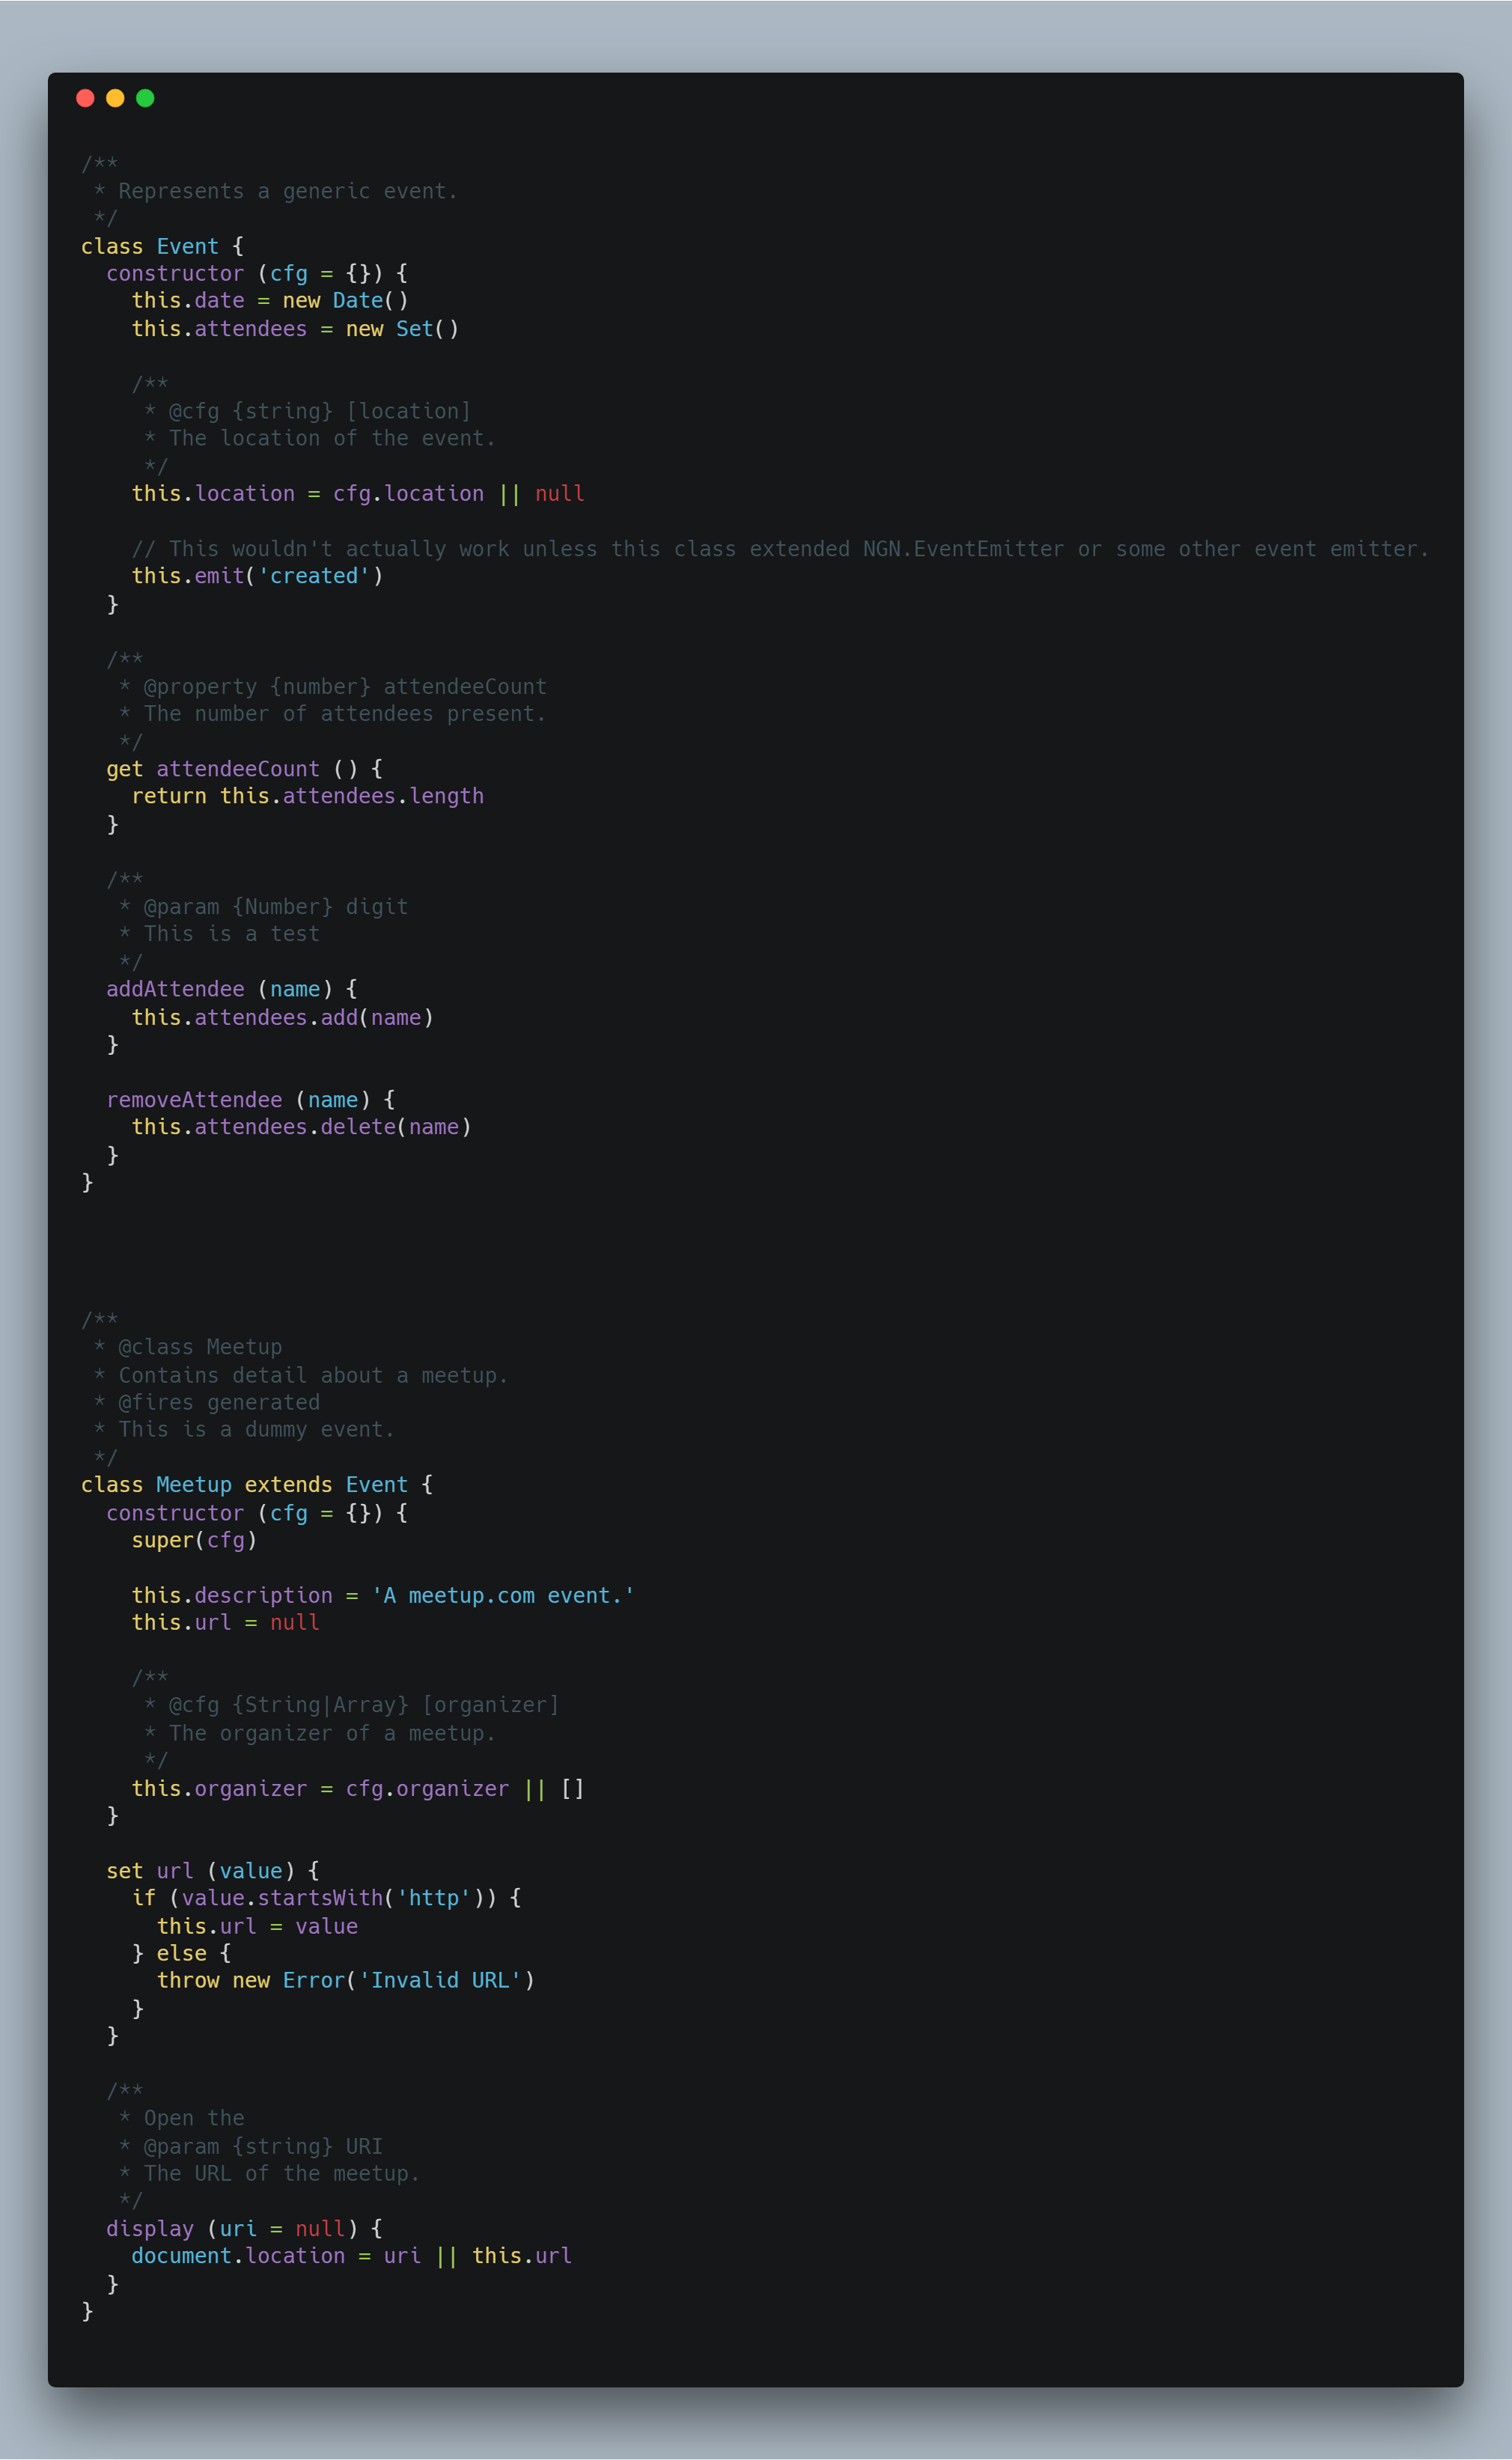 /**
 * Represents a generic event.
 */
class Event {
  constructor (cfg = {}) {
    this.date = new Date()
    this.attendees = new Set()

    /**
     * @cfg {string} [location]
     * The location of the event.
     */
    this.location = cfg.location || null

    // This wouldn't actually work unless this class extended NGN.EventEmitter or some other event emitter.
    this.emit('created')
  }

  /**
   * @property {number} attendeeCount
   * The number of attendees present.
   */
  get attendeeCount () {
    return this.attendees.length
  }

  /**
   * @param {Number} digit
   * This is a test
   */
  addAttendee (name) {
    this.attendees.add(name)
  }

  removeAttendee (name) {
    this.attendees.delete(name)
  }
}

/**
 * @class Meetup
 * Contains detail about a meetup.
 * @fires generated
 * This is a dummy event.
 */
class Meetup extends Event {
  constructor (cfg = {}) {
    super(cfg)

    this.description = 'A meetup.com event.'
    this.url = null

    /**
     * @cfg {String|Array} [organizer]
     * The organizer of a meetup.
     */
    this.organizer = cfg.organizer || []
  }

  set url (value) {
    if (value.startsWith('http')) {
      this.url = value
    } else {
      throw new Error('Invalid URL')
    }
  }

  /**
   * Open the
   * @param {string} URI
   * The URL of the meetup.
   */
  display (uri = null) {
    document.location = uri || this.url
  }
}